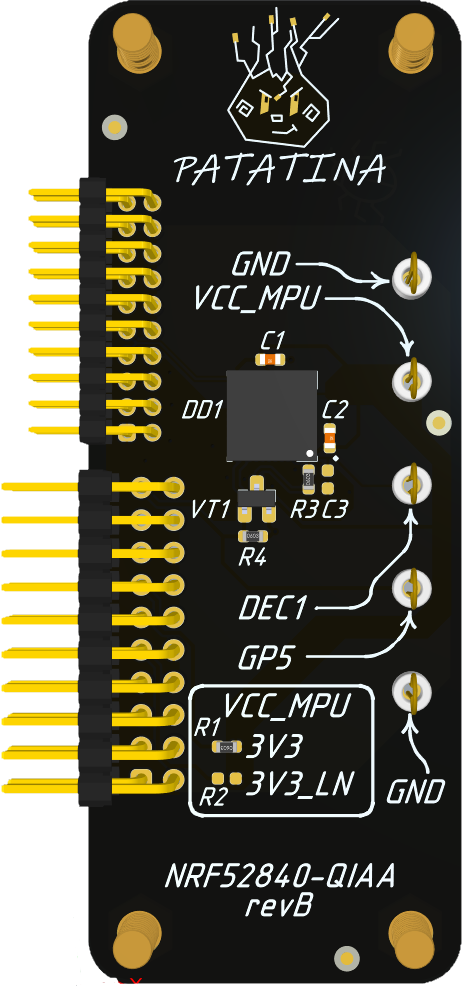 PATATINA
GND
VCC_MPU
C1
DD1
C2
VT1
R3 C3
R4
DEC1
GP5
VCC_MPU
R1
3V3
R2
3V3_LN
GND
NRF52840-QIAA
revB